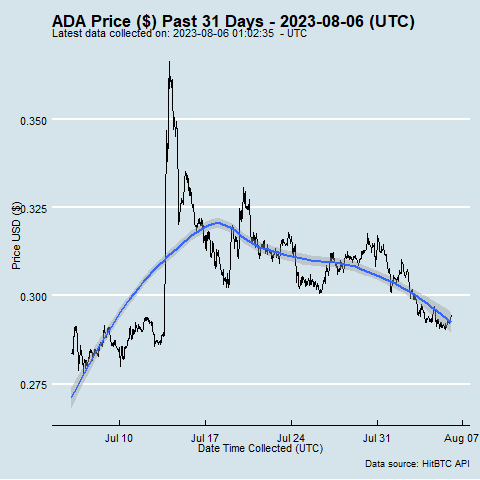 ADA Price ($) Past 31 Days - 2023-08-06 (UTC)
Latest data collected on: 2023-08-06 01:02:35 - UTC
Price USD ($)
0.350
0.325
0.300
0.275
Jul 10 Jul 17 Jul 24 Jul 31 Aug 07
Date Time Collected (UTC)
Data source: HitBTC API